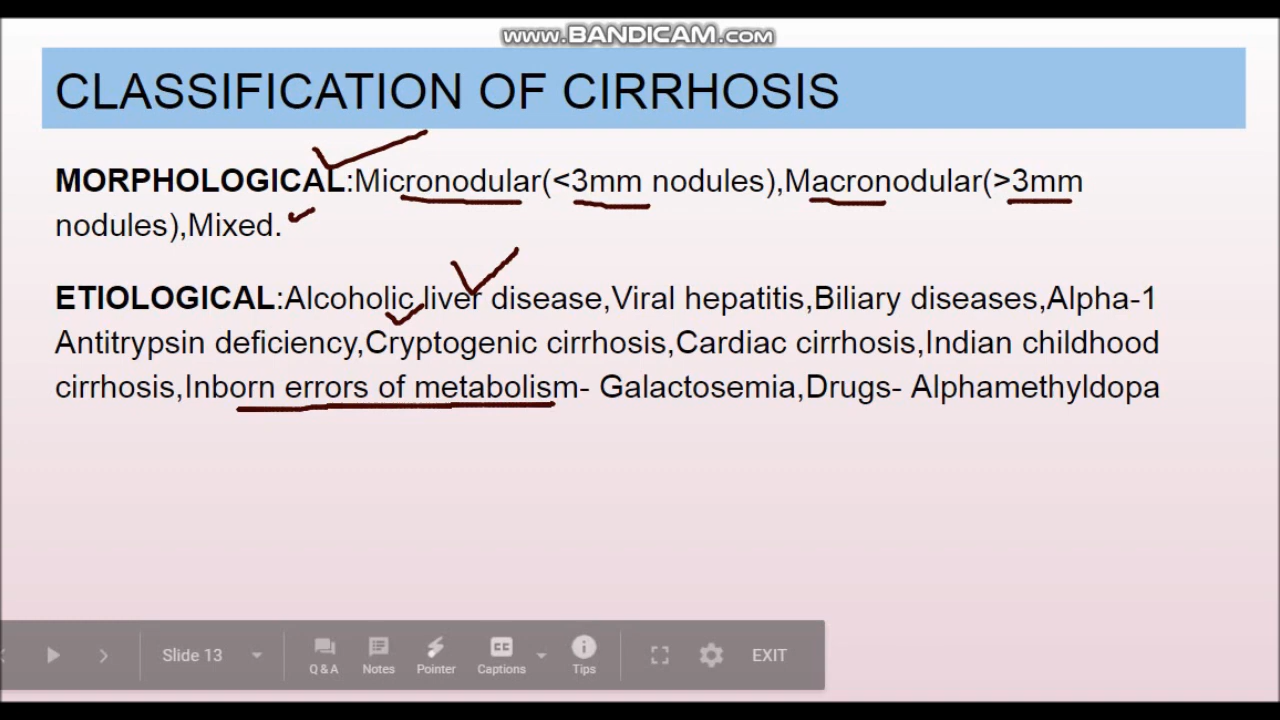 www.BANDICAM.com
CLASSIFICATION OF CIRRHOSIS
MORPHOLOGICAL:Micronodular(<3mm nodules),Macronodular(>3mm
nodules),Mixed.
ETIOLOGICAL:Alcoholic liver disease,Viral hepatitis,Biliary diseases,Alpha-1
Antitrypsin deficiency,Cryptogenic cirrhosis,Cardiac cirrhosis,Indian childhood
cirrhosis,Inborn errors of metabolism- Galactosemia,Drugs- Alphamethyldopa
Slide 13 Q & A Notes Pointer CC Captions Tips EXIT